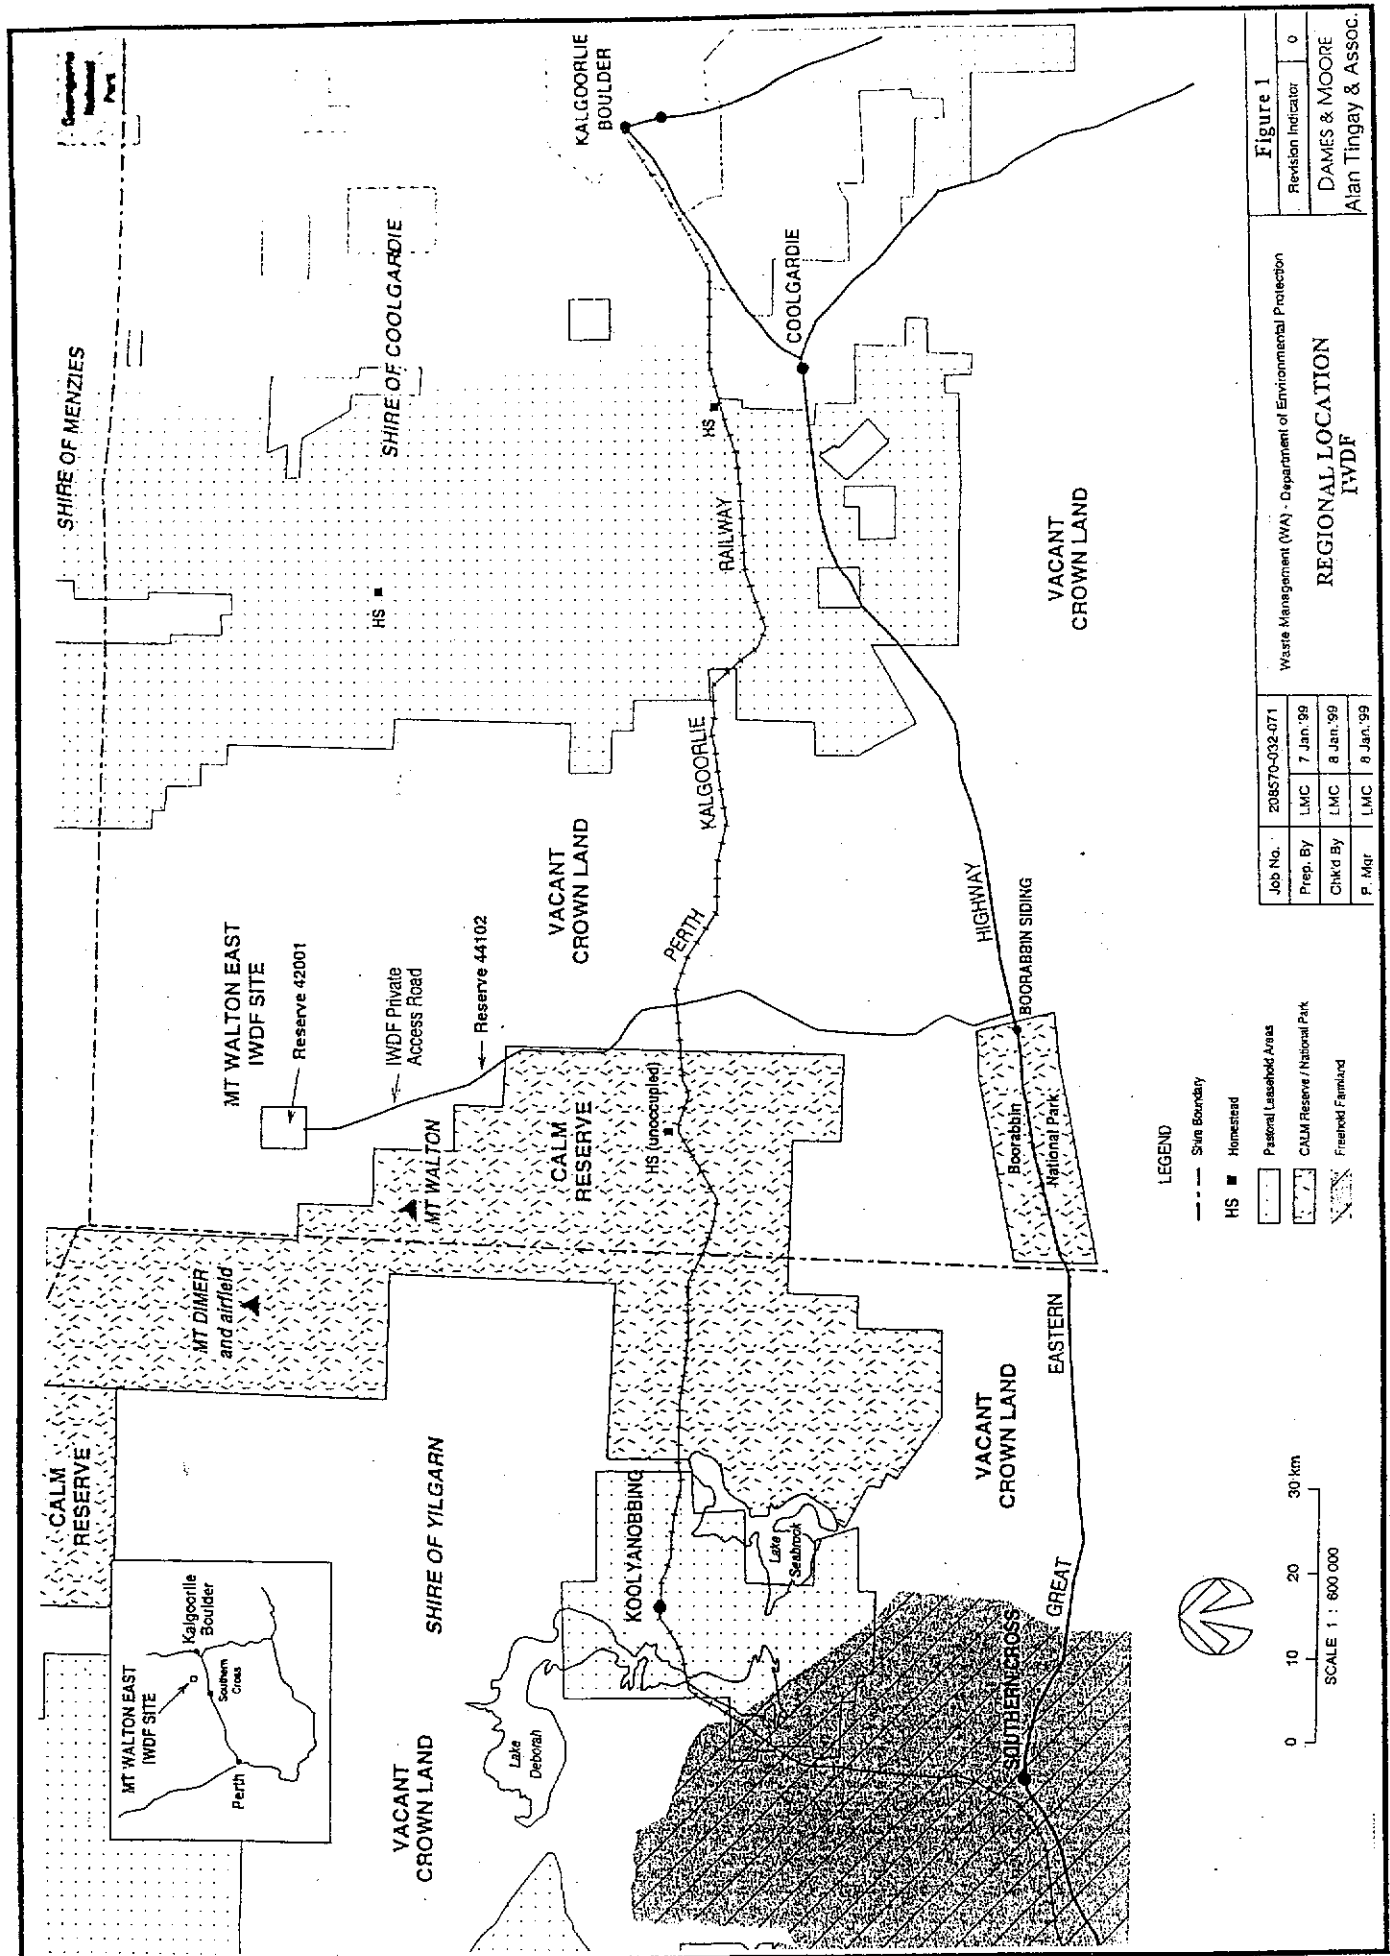 Goongarrie
National
Park
SHIRE OF MENZIES
CALM
RESERVE
MT DIMER
and airfield
MT WALTON EAST
IWDF SITE
Reserve 42001
IWDF Private
Access Road
Reserve 44102
HS
SHIRE OF COOLGARDIE
MT WALTON EAST
IWDF SITE
Kalgoorlie
Boulder
Southern
Cross
Perth
SHIRE OF YILGARN
MT WALTON
VACANT
CROWN LAND
Lake
Deborah
CALM
RESERVE
HS (unoccupied)
VACANT
CROWN LAND
KALGOORLIE
BOULDER
KOOLYANOBBING
PERTH
KALGOORLIE
RAILWAY
HS
COOLGARDIE
Lake
Seabrook
VACANT
CROWN LAND
HIGHWAY
BOORABBIN SIDING
Boorabbin
National Park
VACANT
CROWN LAND
SOUTHERN CROSS
GREAT
EASTERN
LEGEND
Shire Boundary
HS Homestead
Pastoral Leasehold Areas
CALM Reserve / National Park
Freehold Farmland
0 10 20 30 km
SCALE 1 : 600 000
Job No. 208570-032-071
Prep. By LMC 7 Jan.'99
Chk'd By LMC 8 Jan.'99
P. Mgr LMC 8 Jan.'99
Waste Management (WA) - Department of Environmental Protection
REGIONAL LOCATION
IWDF
Figure 1
Revision Indicator 0
DAMES & MOORE
Alan Tingay & Assoc.